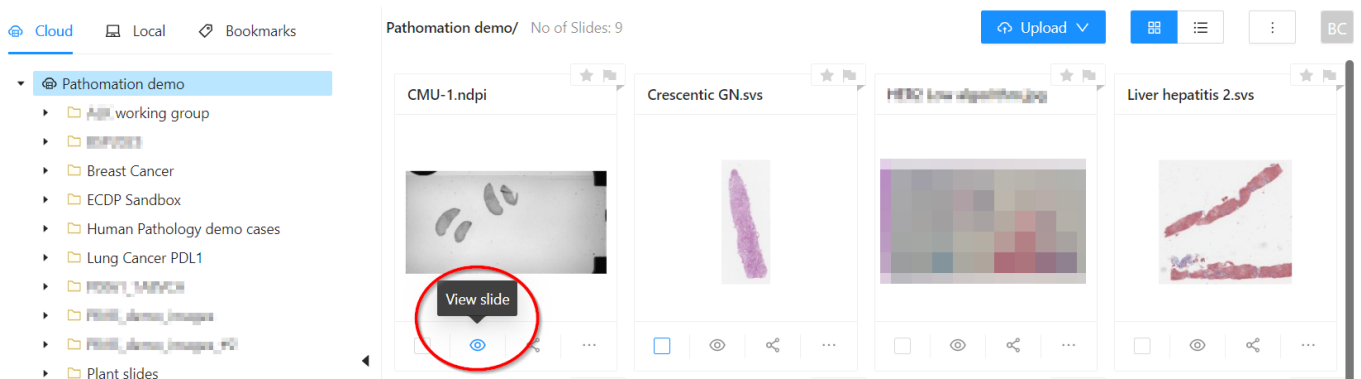 Cloud Local Bookmarks
Pathomation demo/ No of Slides: 9
Upload
BC
Pathomation demo
working group
Breast Cancer
ECDP Sandbox
Human Pathology demo cases
Lung Cancer PDL1
Plant slides
CMU-1.ndpi
Crescentic GN.svs
Liver hepatitis 2.svs
View slide